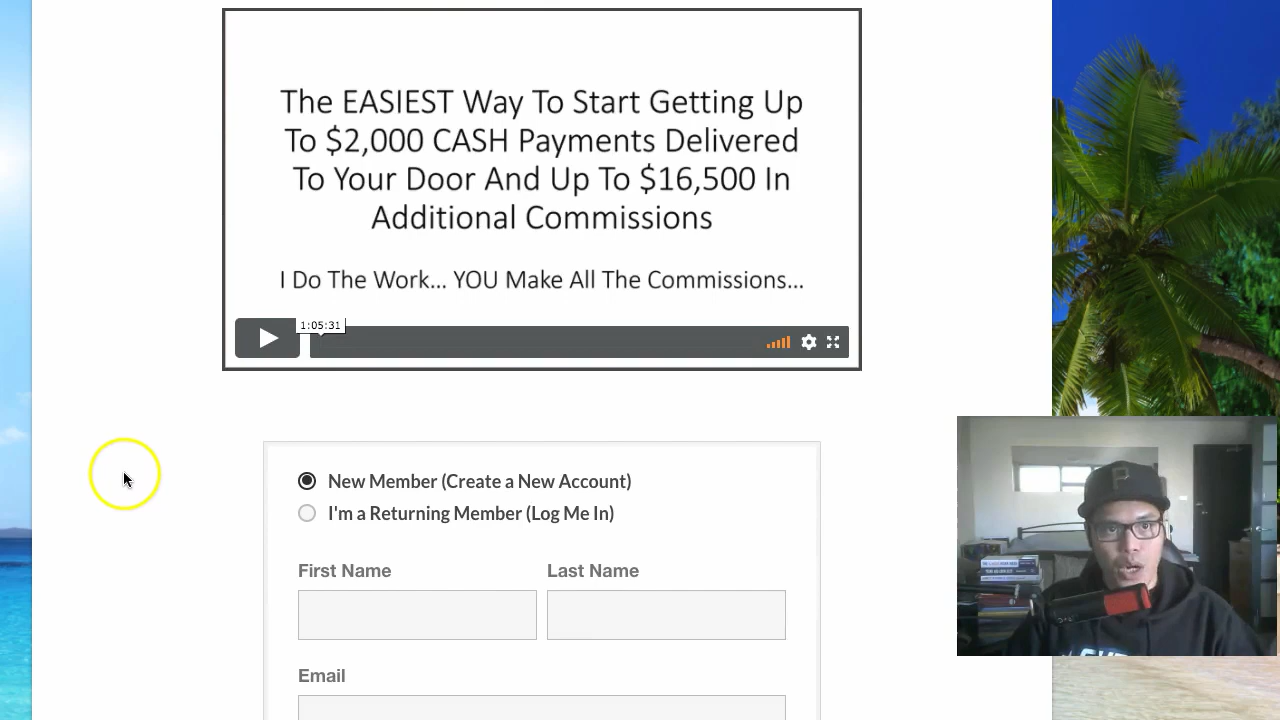 The EASIEST Way To Start Getting Up
To $2,000 CASH Payments Delivered
To Your Door And Up To $16,500 In
Additional Commissions
I Do The Work... YOU Make All The Commissions...
1:05:31
New Member (Create a New Account)
I'm a Returning Member (Log Me In)
First Name
Last Name
Email